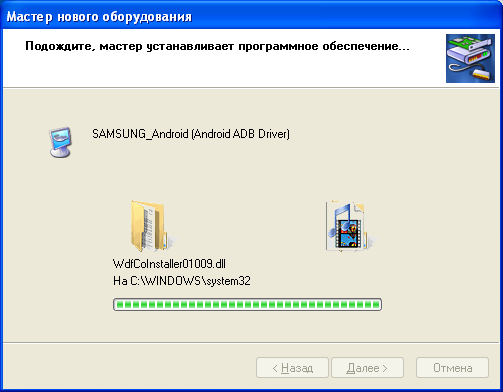 Мастер нового оборудования
Подождите, мастер устанавливает программное обеспечение...
SAMSUNG_Android (Android ADB Driver)
WdfCoInstaller01009.dll
На C:\WINDOWS\system32
< Назад
Далее >
Отмена